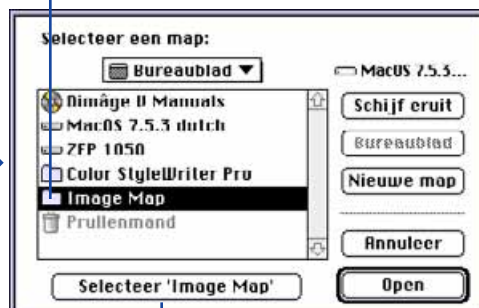 Selecteer een map:
Bureaublad
MacOS 7.5.3...
Dimâge V Manuals
MacOS 7.5.3 dutch
ZFP 1050
Color StyleWriter Pro
Image Map
Prullenmand
Schijf eruit
Bureaublad
Nieuwe map
Annuleer
Selecteer 'Image Map'
Open